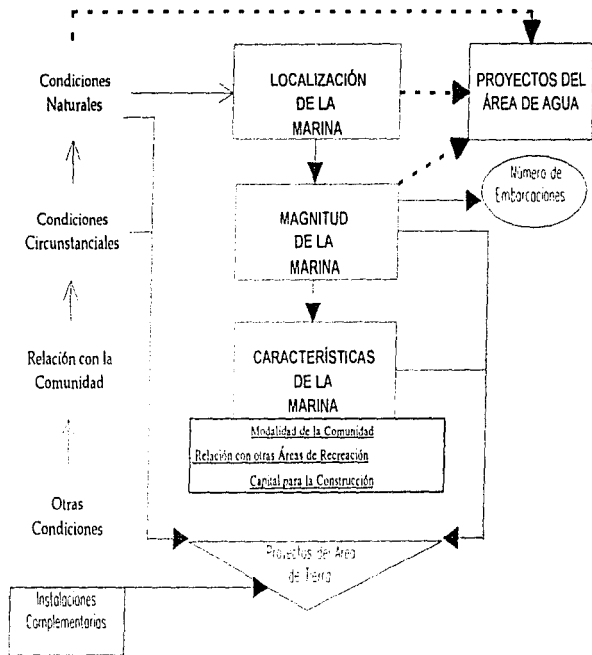 Condiciones
Naturales
LOCALIZACIÓN
DE LA
MARINA
PROYECTOS DEL
ÁREA DE AGUA
Número de
Embarcaciones
Condiciones
Circunstanciales
MAGNITUD
DE LA
MARINA
Relación con la
Comunidad
CARACTERÍSTICAS
DE LA
MARINA
Modalidad de la Comunidad
Relación con otras Áreas de Recreación
Capital para la Construcción
Otras
Condiciones
Proyectos del Area
de Tierra
Instalaciones
Complementarias